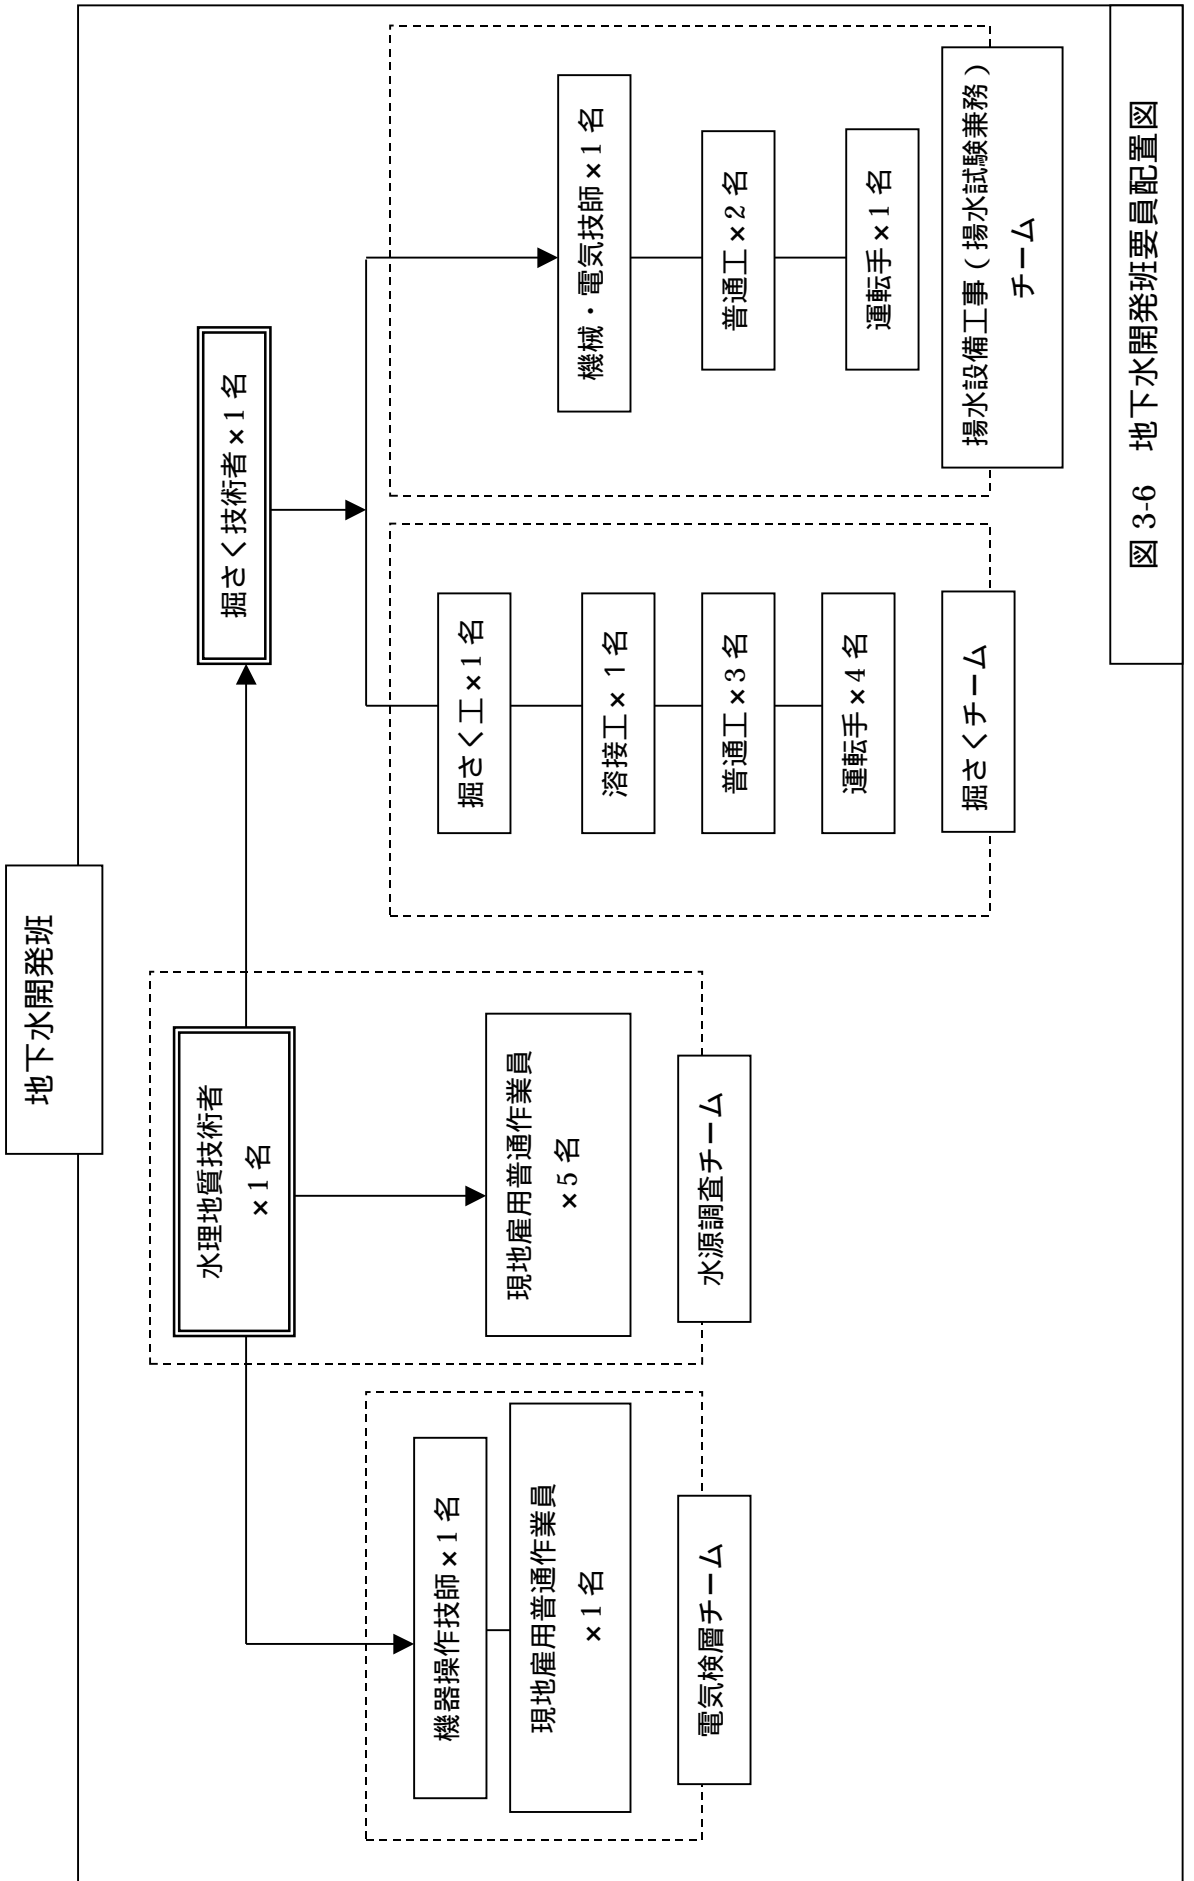 地下水開発班
水理地質技術者
×1 名
掘さく技術者×1 名
機器操作技師×1 名
現地雇用普通作業員
×1 名
電気検層チーム
現地雇用普通作業員
×5 名
水源調査チーム
掘さく工×1 名
溶接工× 1 名
普通工×3 名
運転手×4 名
掘さくチーム
機械・電気技師×1 名
普通工×2 名
運転手×1 名
揚水設備工事（揚水試験兼務）
チーム
図 3-6 地下水開発班要員配置図